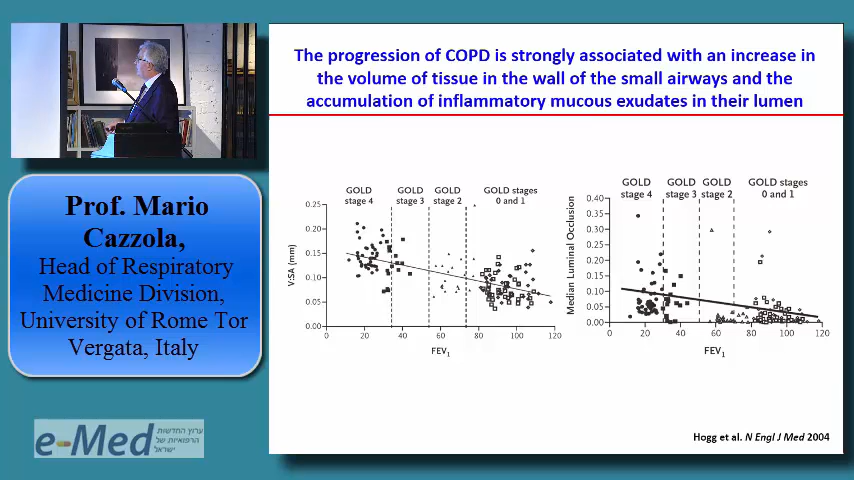 The progression of COPD is strongly associated with an increase in
the volume of tissue in the wall of the small airways and the
accumulation of inflammatory mucous exudates in their lumen
Prof. Mario
Cazzola,
Head of Respiratory
Medicine Division,
University of Rome Tor
Vergata, Italy
e-Med
ערוץ החדשות
הרפואיות של
ישראל
GOLD stage 4
GOLD stage 3
GOLD stage 2
GOLD stages 0 and 1
V:SA (mm)
0.25
0.20
0.15
0.10
0.05
0.00
0 20 40 60 80 100 120
FEV1
GOLD stage 4
GOLD stage 3
GOLD stage 2
GOLD stages 0 and 1
Median Luminal Occlusion
0.40
0.35
0.30
0.25
0.20
0.15
0.10
0.05
0.00
0 20 40 60 80 100 120
FEV1
Hogg et al. N Engl J Med 2004